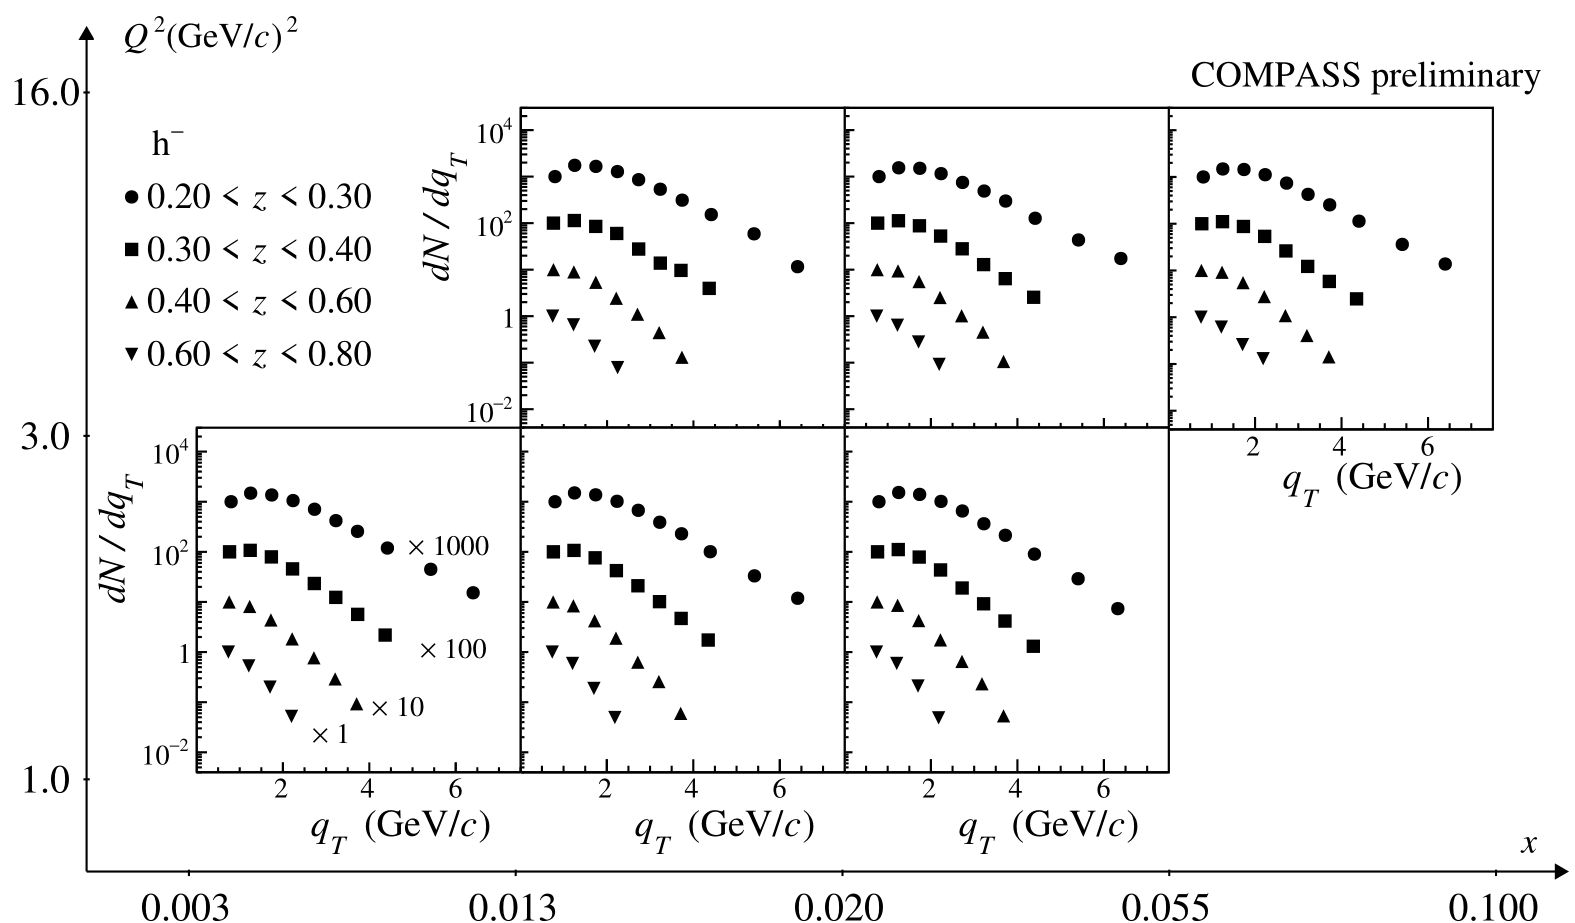 Q²(GeV/c)²
16.0
COMPASS preliminary
h⁻
0.20 < z < 0.30
0.30 < z < 0.40
0.40 < z < 0.60
0.60 < z < 0.80
dN / dq_T
10⁴
10²
1
10⁻²
2 4 6
q_T (GeV/c)
3.0
dN / dq_T
10⁴
10²
1
10⁻²
× 1000
× 100
× 10
× 1
1.0
2 4 6 2 4 6 2 4 6
q_T (GeV/c) q_T (GeV/c) q_T (GeV/c)
x
0.003 0.013 0.020 0.055 0.100